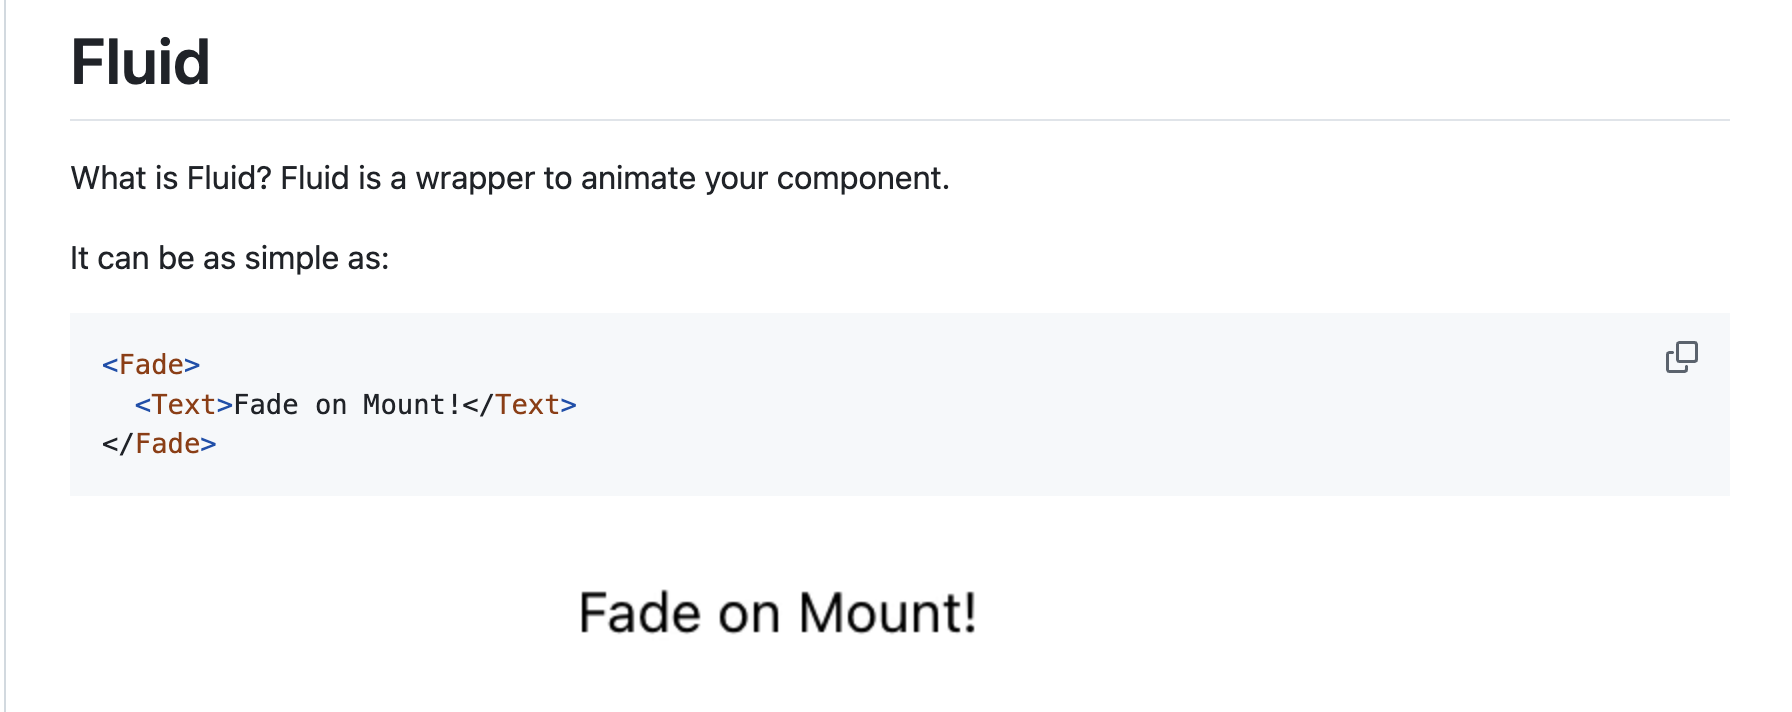 Fluid
What is Fluid? Fluid is a wrapper to animate your component.
It can be as simple as:
<Fade>
  <Text>Fade on Mount!</Text>
</Fade>
Fade on Mount!